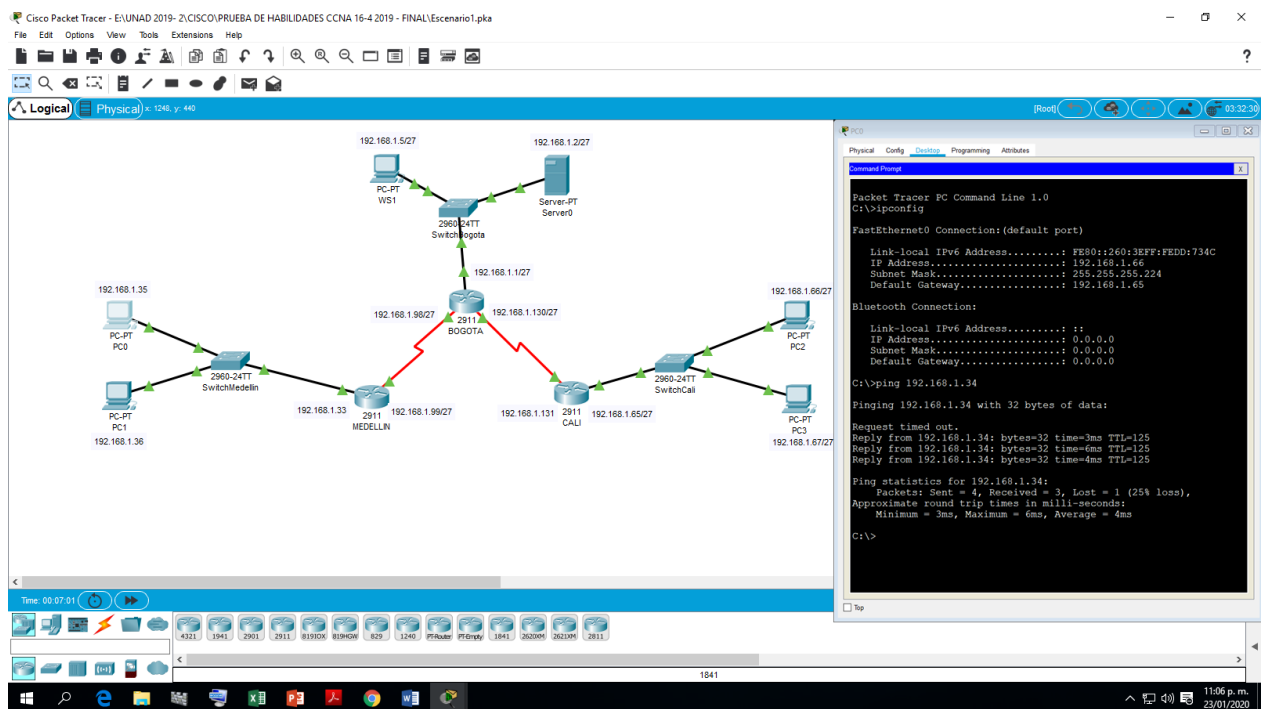 Cisco Packet Tracer - E:\UNAD 2019- 2\CISCO\PRUEBA DE HABILIDADES CCNA 16-4 2019 - FINAL\Escenario1.pka
File Edit Options View Tools Extensions Help
?
Logical Physical x: 1248, y: 440 [Root] 03:32:30
192.168.1.5/27
192.168.1.2/27
PC-PT
WS1
Server-PT
Server0
2960-24TT
SwitchBogota
192.168.1.1/27
192.168.1.35
192.168.1.98/27
2911
BOGOTA
192.168.1.130/27
192.168.1.66/27
PC-PT
PC0
PC-PT
PC2
2960-24TT
SwitchMedellin
2960-24TT
SwitchCali
192.168.1.33
2911
MEDELLIN
192.168.1.99/27
192.168.1.131
2911
CALI
192.168.1.65/27
PC-PT
PC1
192.168.1.36
PC-PT
PC3
192.168.1.67/27
PC0
Physical Config Desktop Programming Attributes
Command Prompt X
Packet Tracer PC Command Line 1.0
C:\>ipconfig
FastEthernet0 Connection:(default port)
Link-local IPv6 Address.........: FE80::260:3EFF:FEDD:734C
IP Address......................: 192.168.1.66
Subnet Mask.....................: 255.255.255.224
Default Gateway.................: 192.168.1.65
Bluetooth Connection:
Link-local IPv6 Address.........: ::
IP Address......................: 0.0.0.0
Subnet Mask.....................: 0.0.0.0
Default Gateway.................: 0.0.0.0
C:\>ping 192.168.1.34
Pinging 192.168.1.34 with 32 bytes of data:
Request timed out.
Reply from 192.168.1.34: bytes=32 time=3ms TTL=125
Reply from 192.168.1.34: bytes=32 time=6ms TTL=125
Reply from 192.168.1.34: bytes=32 time=4ms TTL=125
Ping statistics for 192.168.1.34:
Packets: Sent = 4, Received = 3, Lost = 1 (25% loss),
Approximate round trip times in milli-seconds:
Minimum = 3ms, Maximum = 6ms, Average = 4ms
C:\>
Top
Time: 00:07:01
4321 1941 2901 2911 819IOX 819HGW 829 1240 PT-Router PT-Empty 1841 2620XM 2621XM 2811
1841
11:06 p. m.
23/01/2020